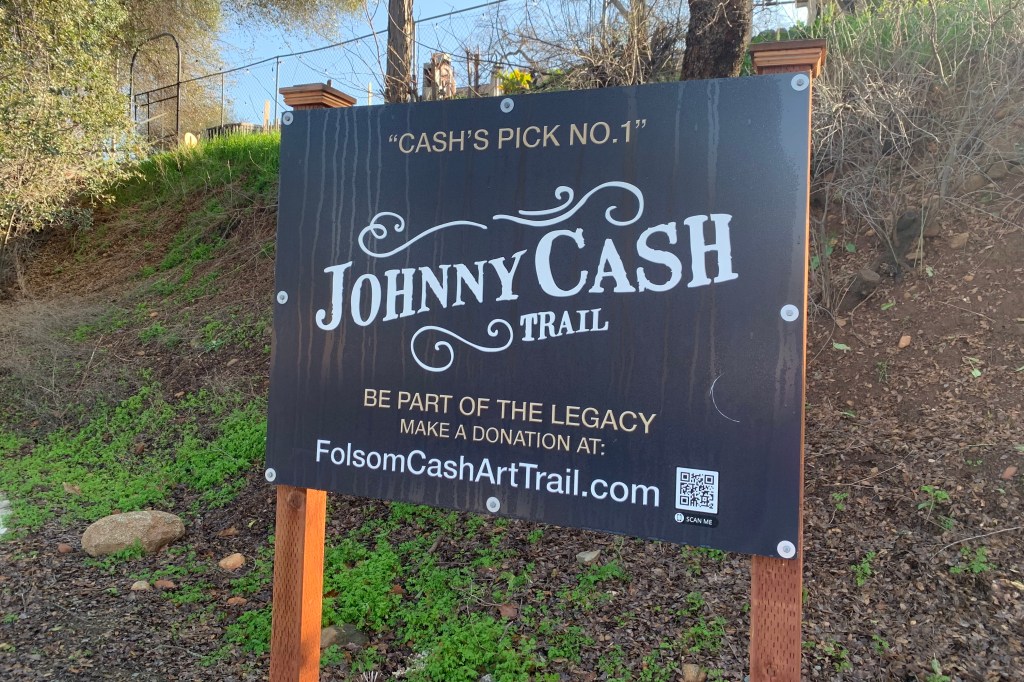 “CASH’S PICK NO.1”
JOHNNY CASH
TRAIL
BE PART OF THE LEGACY
MAKE A DONATION AT:
FolsomCashArtTrail.com
SCAN ME